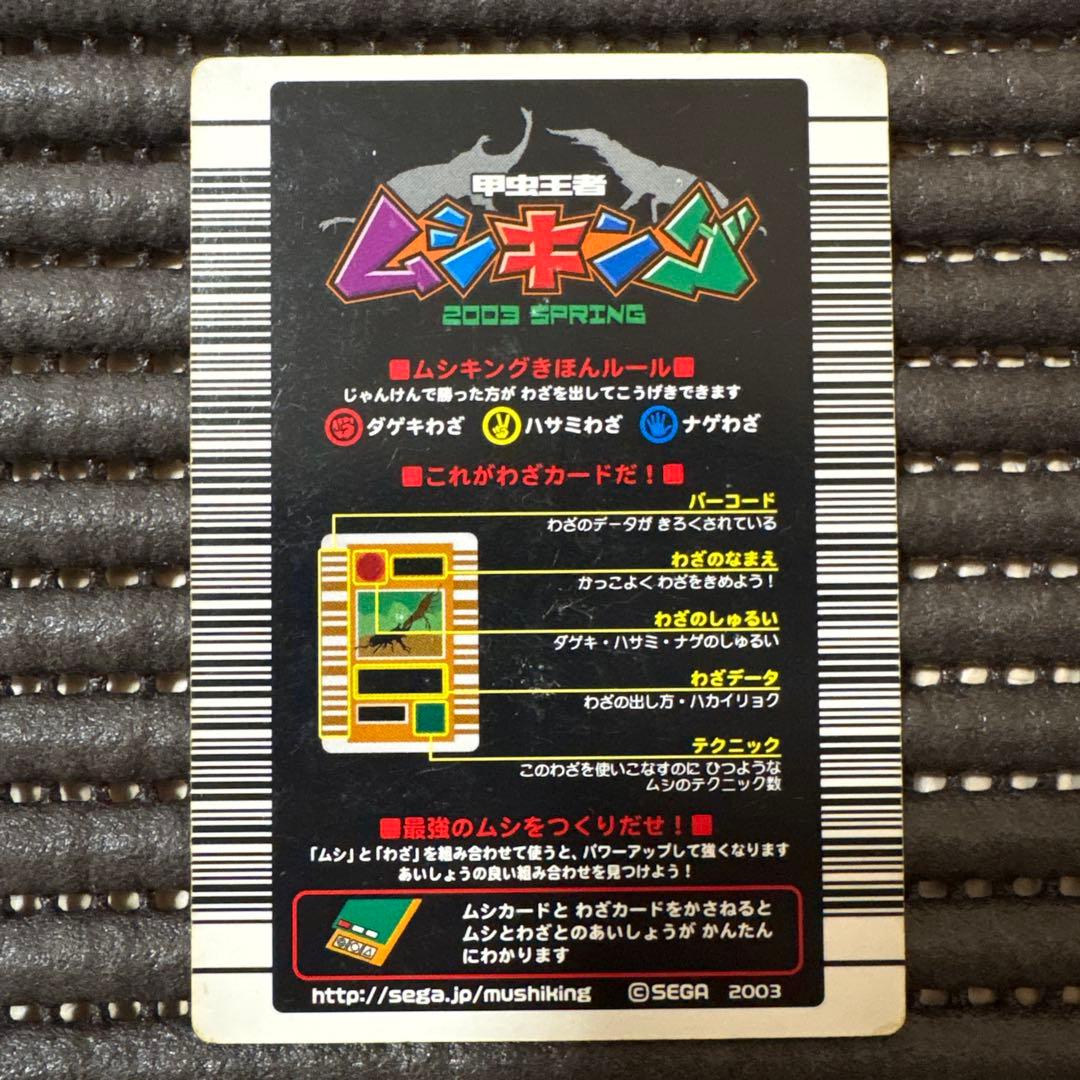 甲虫王者
ムシキング
2003 SPRING
■ムシキングきほんルール■
じゃんけんで勝った方が わざを出してこうげきできます
ダゲキわざ ハサミわざ ナゲわざ
■これがわざカードだ！■
バーコード
わざのデータが きろくされている
わざのなまえ
かっこよく わざをきめよう！
わざのしゅるい
ダゲキ・ハサミ・ナゲのしゅるい
わざデータ
わざの出し方・ハカイリョク
テクニック
このわざを使いこなすのに ひつような
ムシのテクニック数
■最強のムシをつくりだせ！■
「ムシ」と「わざ」を組み合わせて使うと、パワーアップして強くなります
あいしょうの良い組み合わせを見つけよう！
ムシカードと わざカードをかさねると
ムシとわざとのあいしょうが かんたん
にわかります
http://sega.jp/mushiking ©SEGA 2003